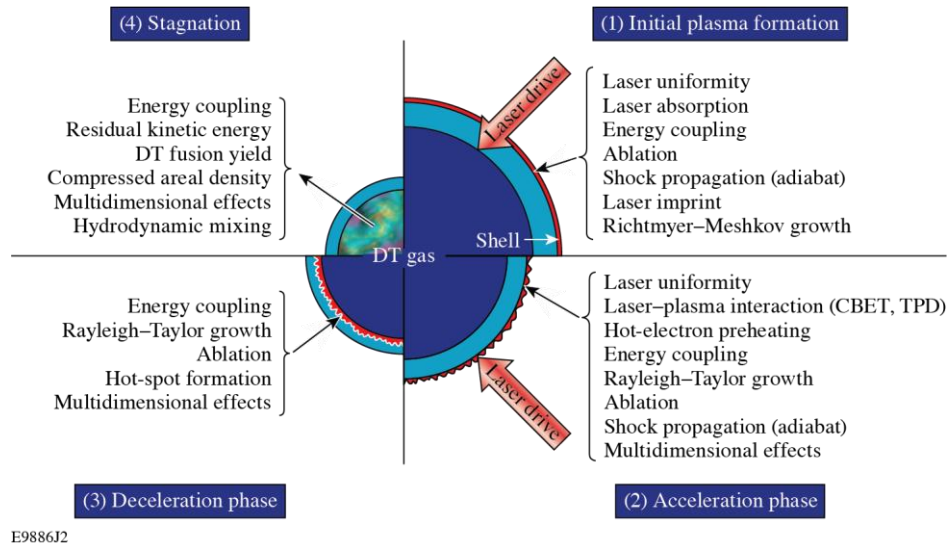 (4) Stagnation
Energy coupling
Residual kinetic energy
DT fusion yield
Compressed areal density
Multidimensional effects
Hydrodynamic mixing
(1) Initial plasma formation
Laser drive
Laser uniformity
Laser absorption
Energy coupling
Ablation
Shock propagation (adiabat)
Laser imprint
Richtmyer–Meshkov growth
Shell
DT gas
Energy coupling
Rayleigh–Taylor growth
Ablation
Hot-spot formation
Multidimensional effects
(3) Deceleration phase
Laser uniformity
Laser–plasma interaction (CBET, TPD)
Hot-electron preheating
Energy coupling
Rayleigh–Taylor growth
Ablation
Shock propagation (adiabat)
Multidimensional effects
Laser drive
(2) Acceleration phase
E9886J2